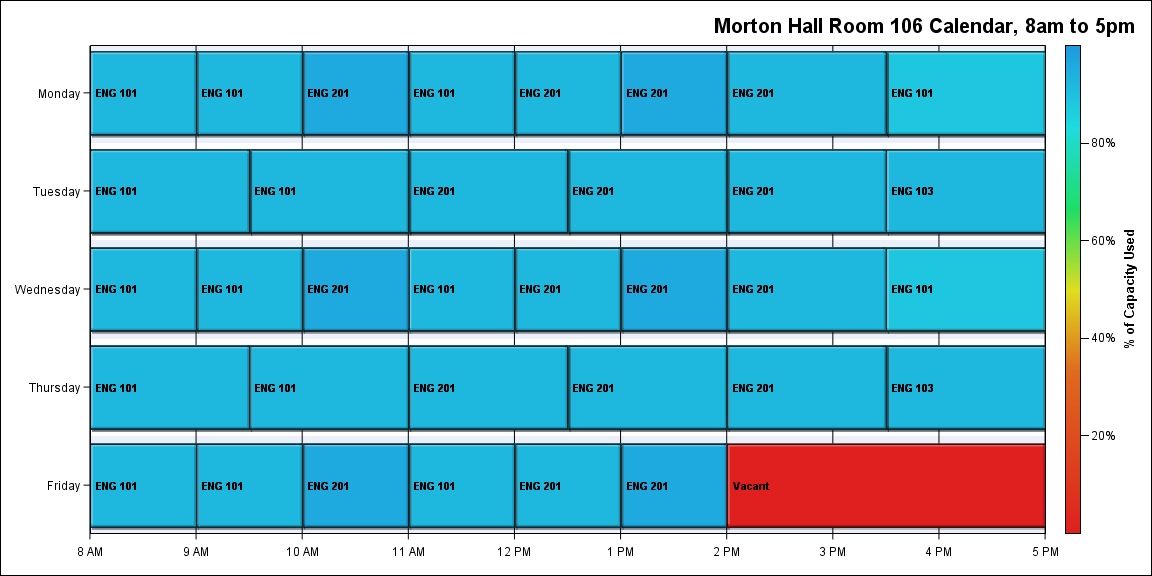 Morton Hall Room 106 Calendar, 8am to 5pm
Monday
ENG 101
ENG 101
ENG 201
ENG 101
ENG 201
ENG 201
ENG 201
ENG 101
Tuesday
ENG 101
ENG 101
ENG 201
ENG 201
ENG 201
ENG 103
Wednesday
ENG 101
ENG 101
ENG 201
ENG 101
ENG 201
ENG 201
ENG 201
ENG 101
Thursday
ENG 101
ENG 101
ENG 201
ENG 201
ENG 201
ENG 103
Friday
ENG 101
ENG 101
ENG 201
ENG 101
ENG 201
ENG 201
Vacant
8 AM
9 AM
10 AM
11 AM
12 PM
1 PM
2 PM
3 PM
4 PM
5 PM
80%
60%
40%
20%
% of Capacity Used